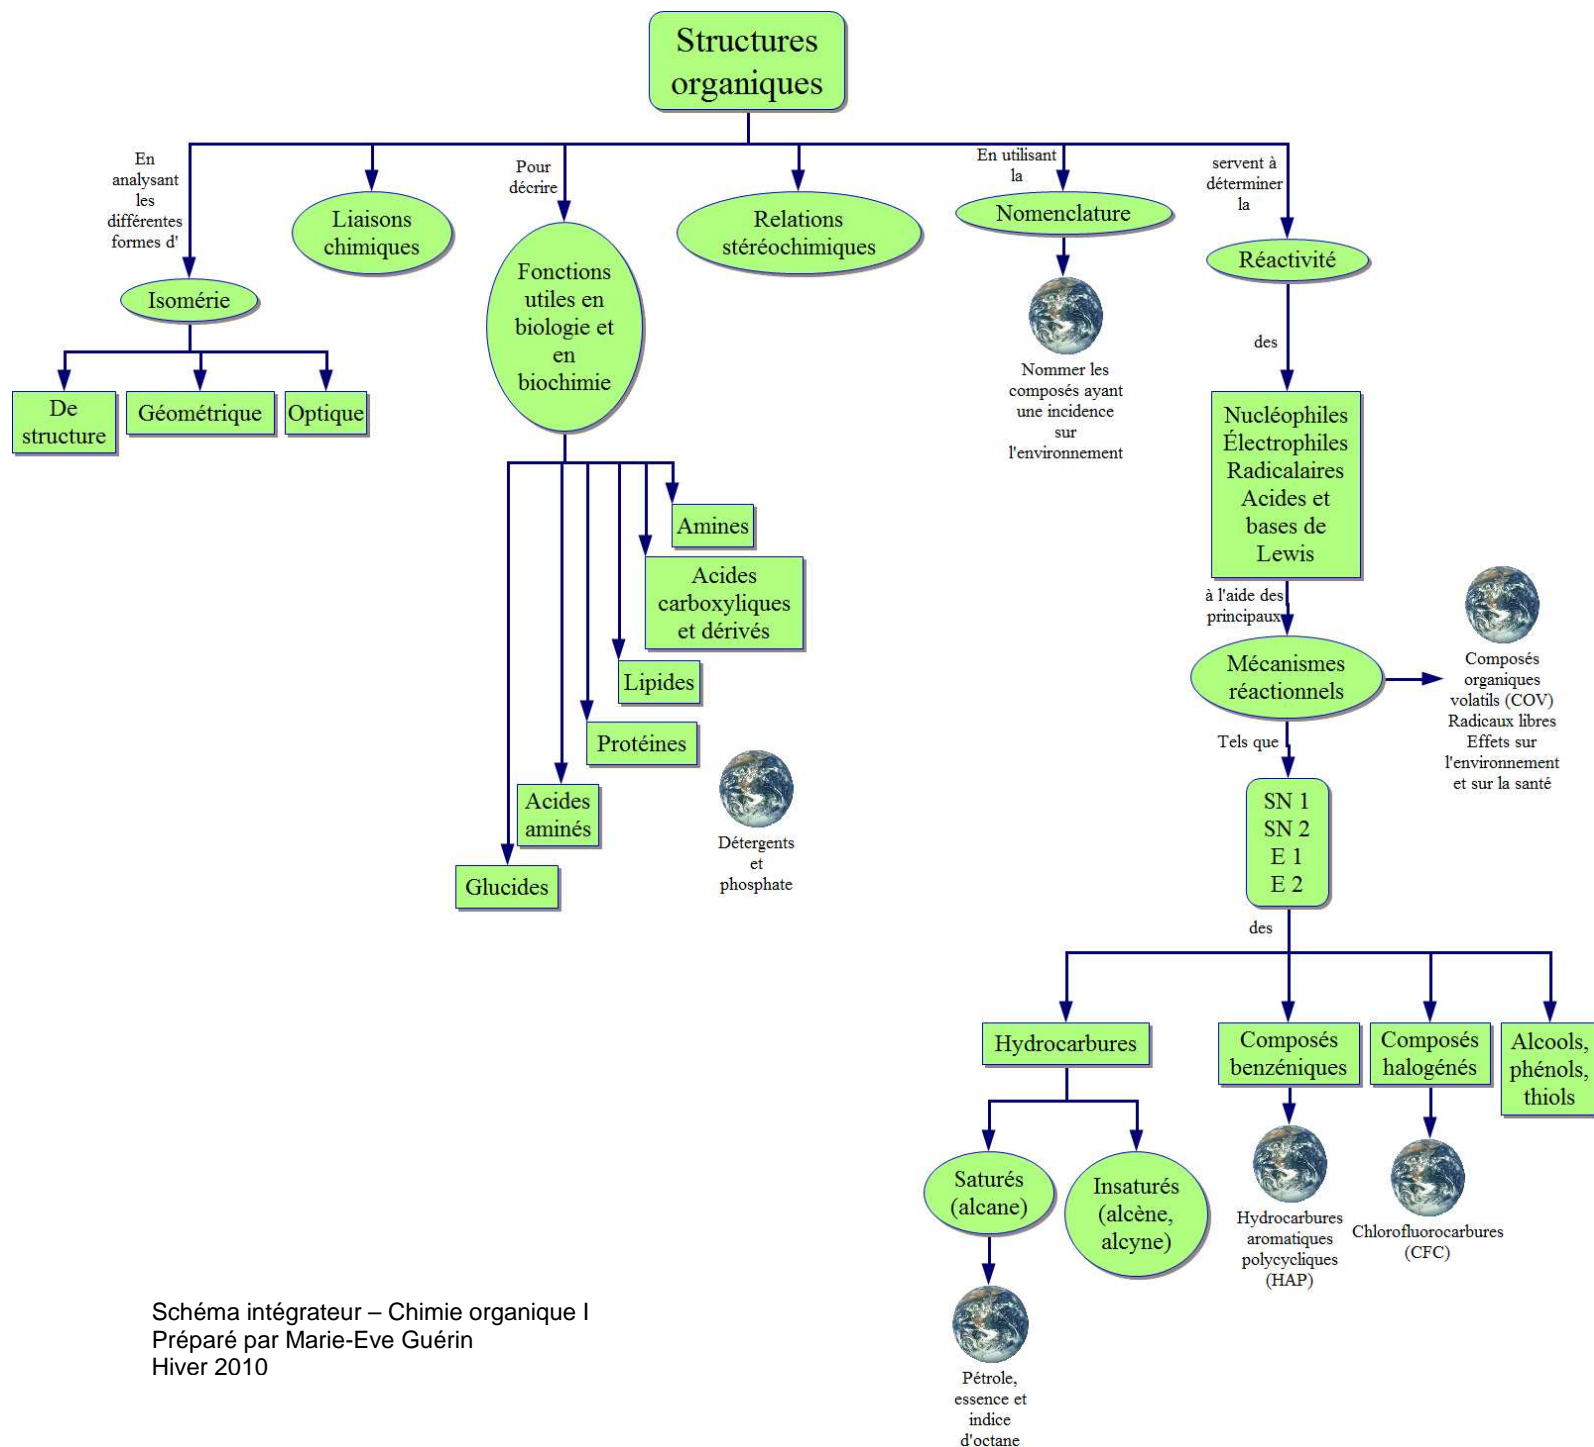 Structures
organiques
En
analysant
les
différentes
formes d'
Isomérie
De
structure
Géométrique
Optique
Liaisons
chimiques
Pour
décrire
Fonctions
utiles en
biologie et
en
biochimie
Amines
Acides
carboxyliques
et dérivés
Lipides
Protéines
Acides
aminés
Glucides
Détergents
et
phosphate
Relations
stéréochimiques
En utilisant
la
Nomenclature
Nommer les
composés ayant
une incidence
sur
l'environnement
servent à
déterminer
la
Réactivité
des
Nucléophiles
Électrophiles
Radicalaires
Acides et
bases de
Lewis
à l'aide des
principaux
Mécanismes
réactionnels
Composés
organiques
volatils (COV)
Radicaux libres
Effets sur
l'environnement
et sur la santé
Tels que
SN 1
SN 2
E 1
E 2
des
Hydrocarbures
Saturés
(alcane)
Pétrole,
essence et
indice
d'octane
Insaturés
(alcène,
alcyne)
Composés
benzéniques
Hydrocarbures
aromatiques
polycycliques
(HAP)
Composés
halogénés
Chlorofluorocarbures
(CFC)
Alcools,
phénols,
thiols
Schéma intégrateur – Chimie organique I
Préparé par Marie-Eve Guérin
Hiver 2010